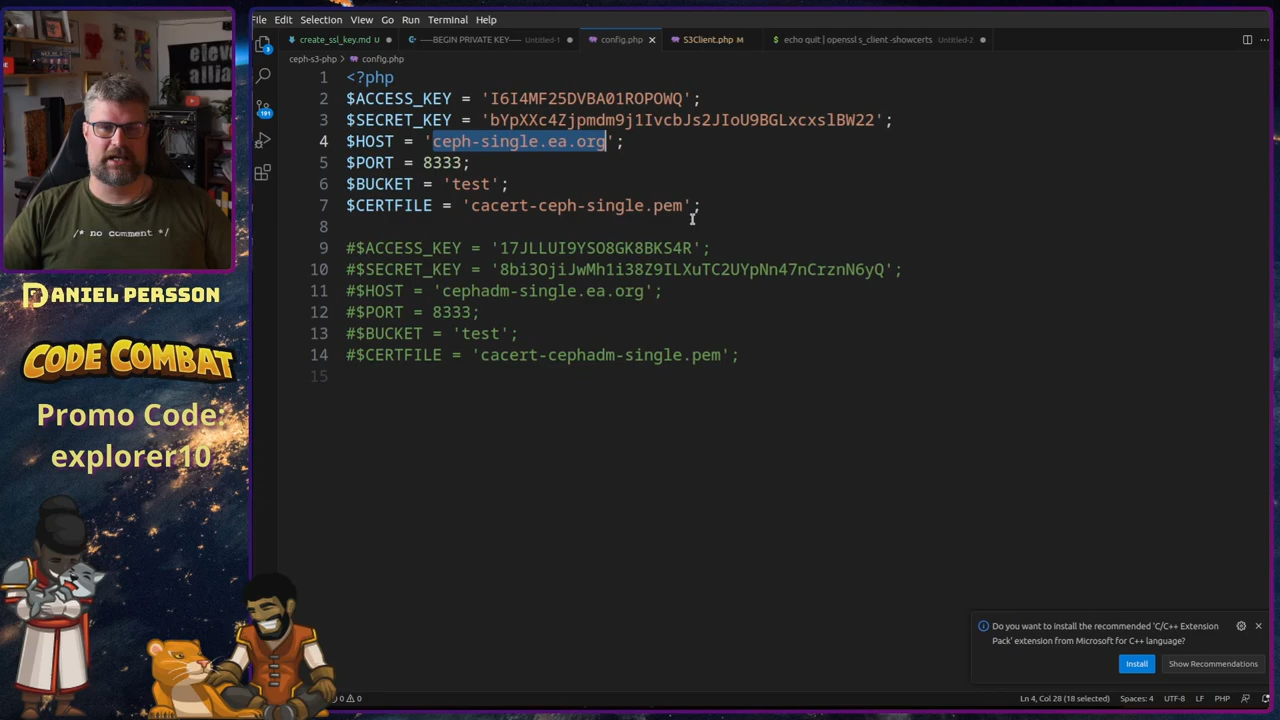 File Edit Selection View Go Run Terminal Help
create_ssl_key.md U
-----BEGIN PRIVATE KEY----- Untitled-1
config.php
S3Client.php M
$ echo quit | openssl s_client -showcerts Untitled-2
ceph-s3-php > config.php
1 <?php
2 $ACCESS_KEY = 'I6I4MF25DVBA01ROPOWQ';
3 $SECRET_KEY = 'bYpXXc4Zjpmdm9j1IvcbJs2JIoU9BGLxcxslBW22';
4 $HOST = 'ceph-single.ea.org';
5 $PORT = 8333;
6 $BUCKET = 'test';
7 $CERTFILE = 'cacert-ceph-single.pem';
8
9 #$ACCESS_KEY = '17JLLUI9YSO8GK8BKS4R';
10 #$SECRET_KEY = '8bi3OjiJwMh1i38Z9ILXuTC2UYpNn47nCrznN6yQ';
11 #$HOST = 'cephadm-single.ea.org';
12 #$PORT = 8333;
13 #$BUCKET = 'test';
14 #$CERTFILE = 'cacert-cephadm-single.pem';
15
3
191
/* no comment */
DANIEL PERSSON
CODE COMBAT
Promo Code:
explorer10
Do you want to install the recommended 'C/C++ Extension
Pack' extension from Microsoft for C++ language?
Install
Show Recommendations
0 0
Ln 4, Col 28 (18 selected) Spaces: 4 UTF-8 LF PHP